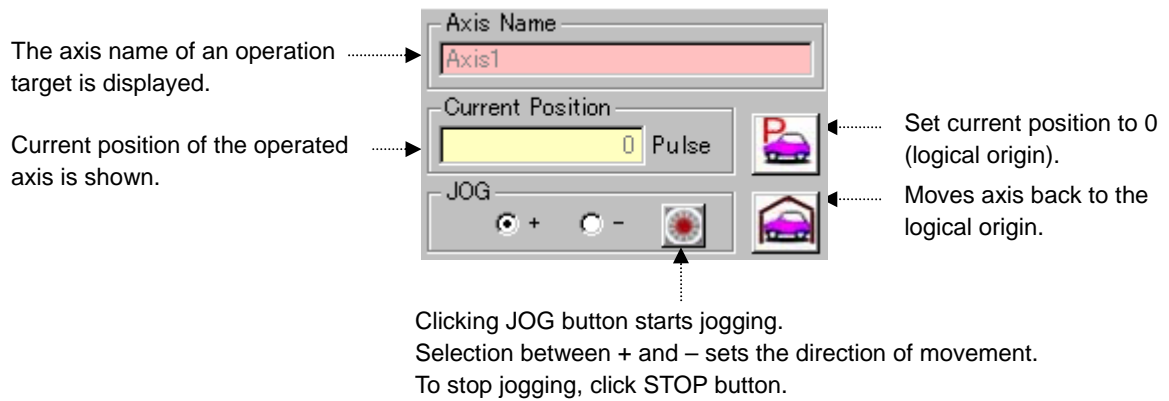 Axis Name
The axis name of an operation
target is displayed.
Axis1
Current Position
Current position of the operated
axis is shown.
0 Pulse
P
Set current position to 0
(logical origin).
JOG
+ -
Moves axis back to the
logical origin.
Clicking JOG button starts jogging.
Selection between + and – sets the direction of movement.
To stop jogging, click STOP button.